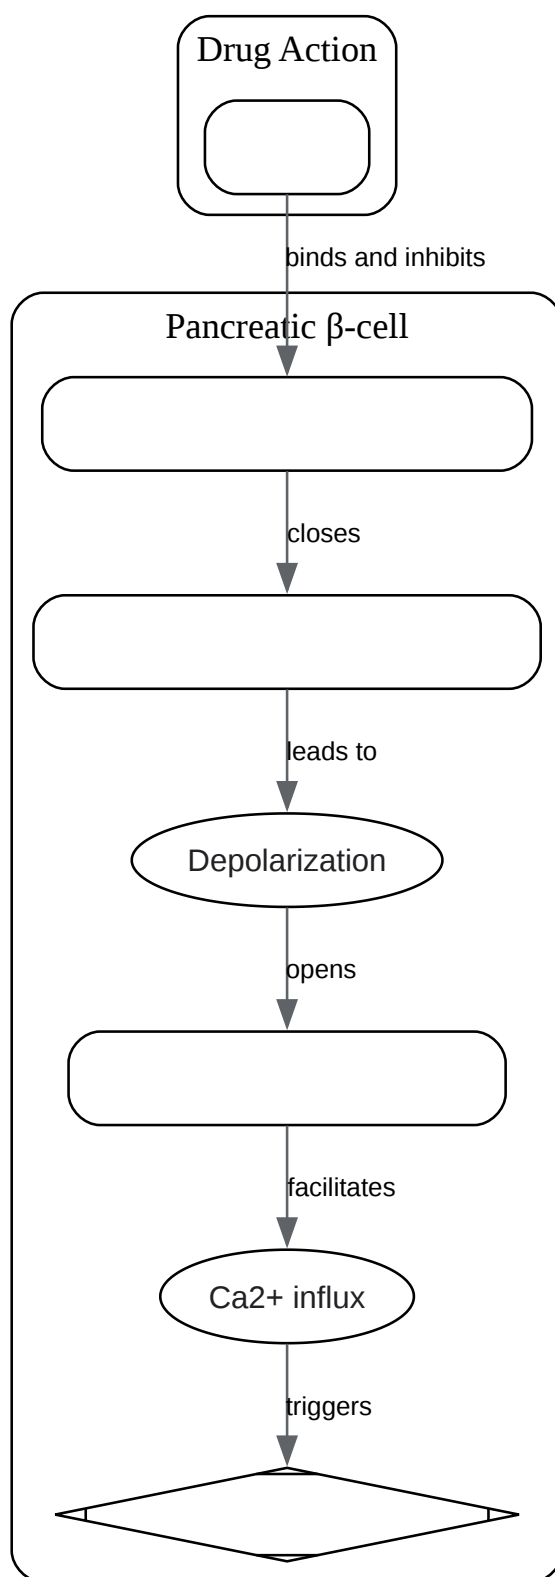 Drug Action
binds and inhibits
Pancreatic β-cell
closes
leads to
Depolarization
opens
facilitates
Ca2+ influx
triggers